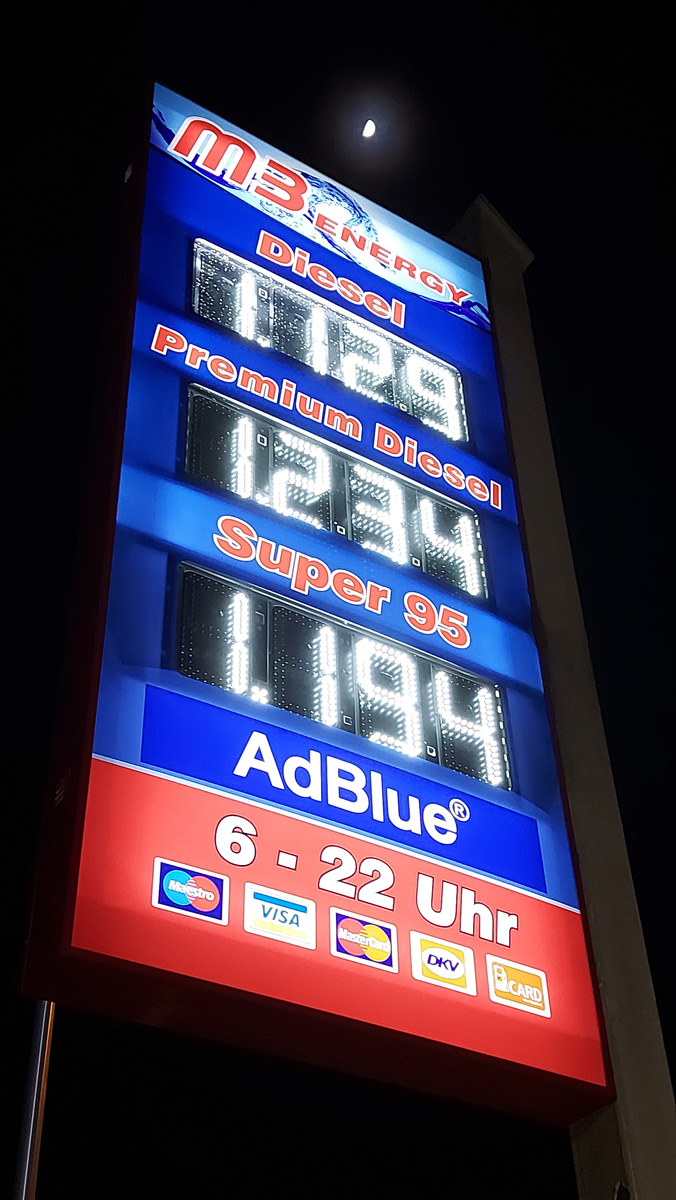 M3 ENERGY
Diesel
1.129
Premium Diesel
1.234
Super 95
1.194
AdBlue®
6 - 22 Uhr
Maestro VISA MasterCard DKV CARD